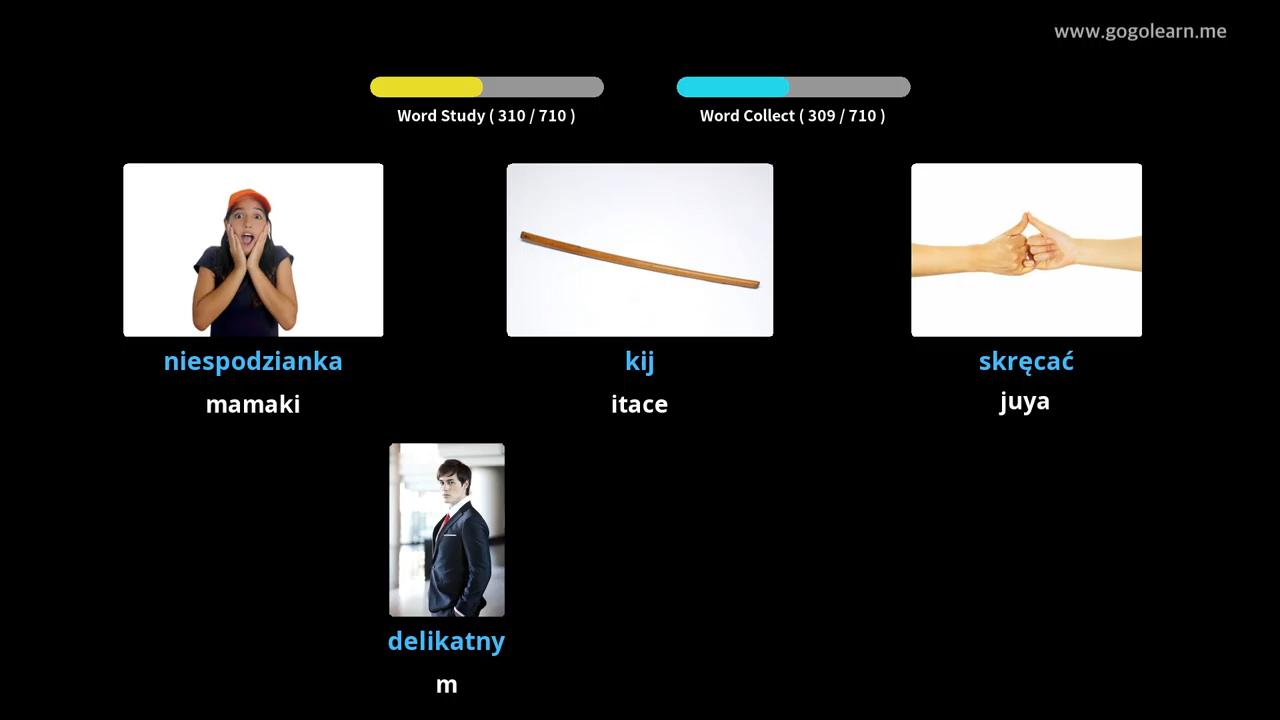 www.gogolearn.me
Word Study ( 310 / 710 )
Word Collect ( 309 / 710 )
niespodzianka
kij
skręcać
mamaki
itace
juya
delikatny
m